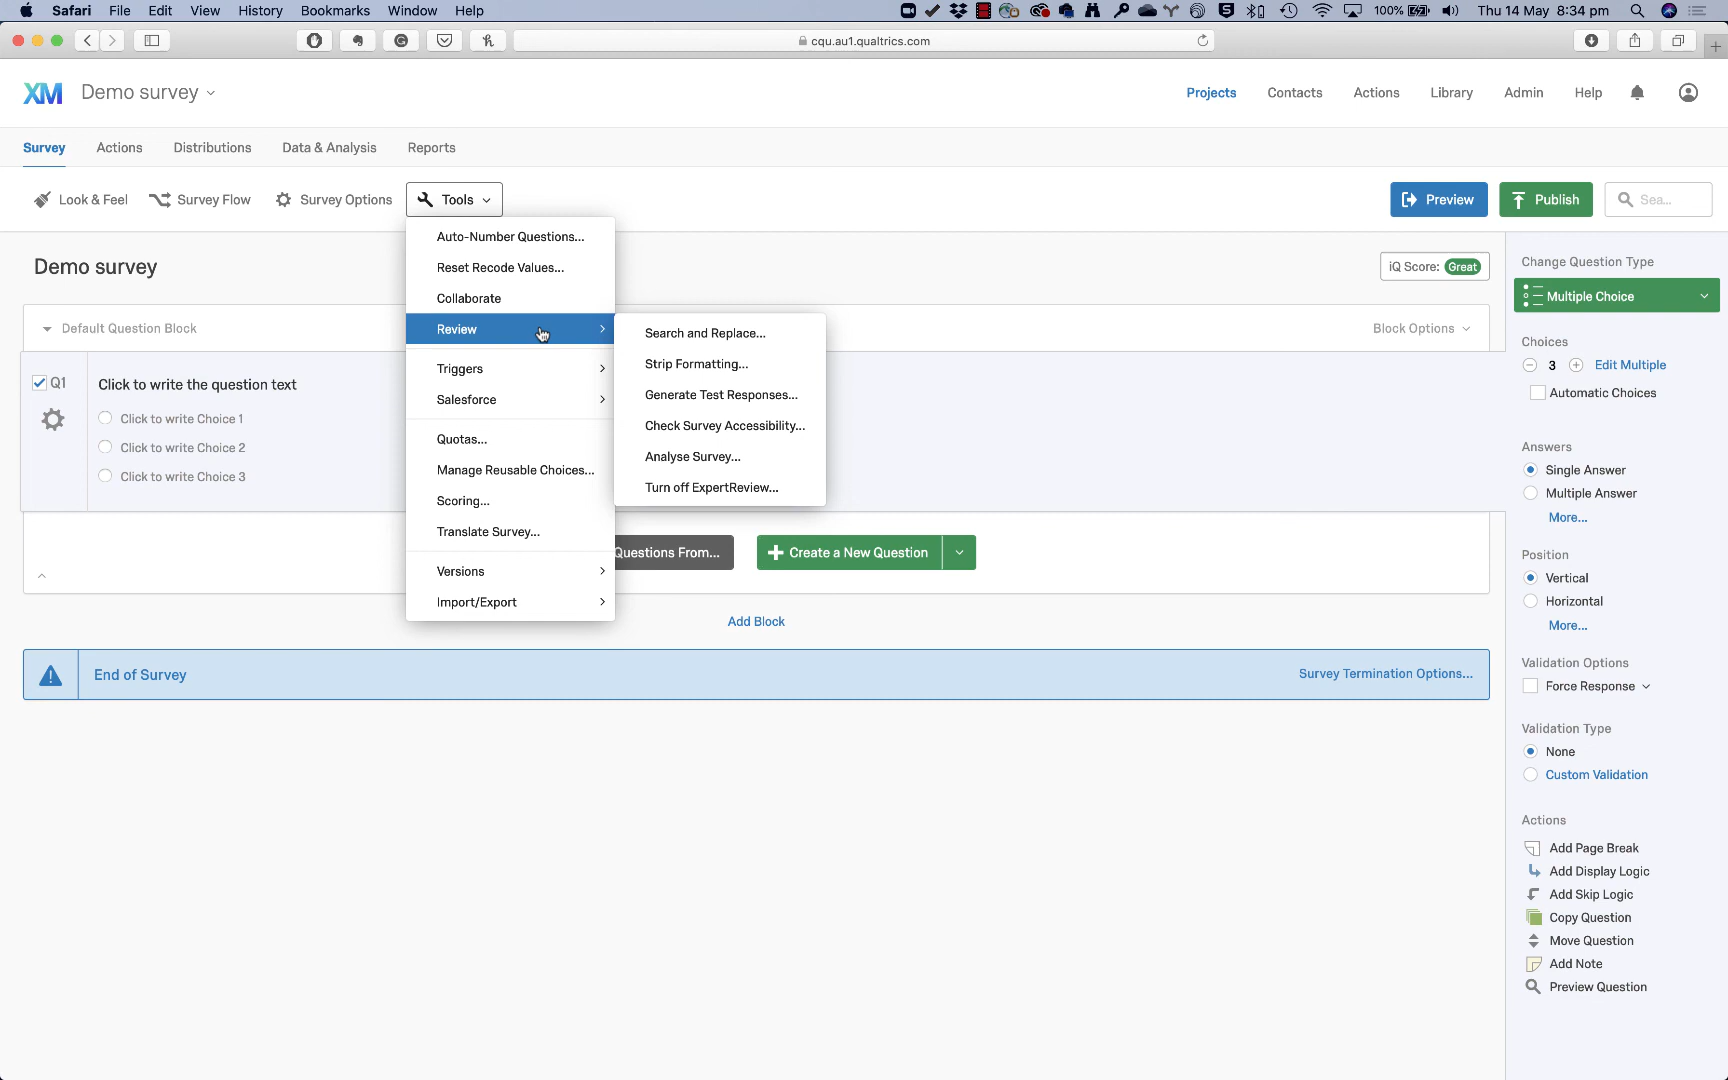 Safari File Edit View History Bookmarks Window Help 100% Thu 14 May 8:34 pm
cqu.au1.qualtrics.com
XM Demo survey Projects Contacts Actions Library Admin Help
Survey Actions Distributions Data & Analysis Reports
Look & Feel Survey Flow Survey Options Tools Preview Publish Sea...
Auto-Number Questions...
Reset Recode Values...
Collaborate
Review
Triggers
Salesforce
Quotas...
Manage Reusable Choices...
Scoring...
Translate Survey...
Versions
Import/Export
Search and Replace...
Strip Formatting...
Generate Test Responses...
Check Survey Accessibility...
Analyse Survey...
Turn off ExpertReview...
Demo survey
iQ Score: Great
Default Question Block
Block Options
Q1
Click to write the question text
Click to write Choice 1
Click to write Choice 2
Click to write Choice 3
Questions From...
Create a New Question
Add Block
End of Survey
Survey Termination Options...
Change Question Type
Multiple Choice
Choices
3 Edit Multiple
Automatic Choices
Answers
Single Answer
Multiple Answer
More...
Position
Vertical
Horizontal
More...
Validation Options
Force Response
Validation Type
None
Custom Validation
Actions
Add Page Break
Add Display Logic
Add Skip Logic
Copy Question
Move Question
Add Note
Preview Question